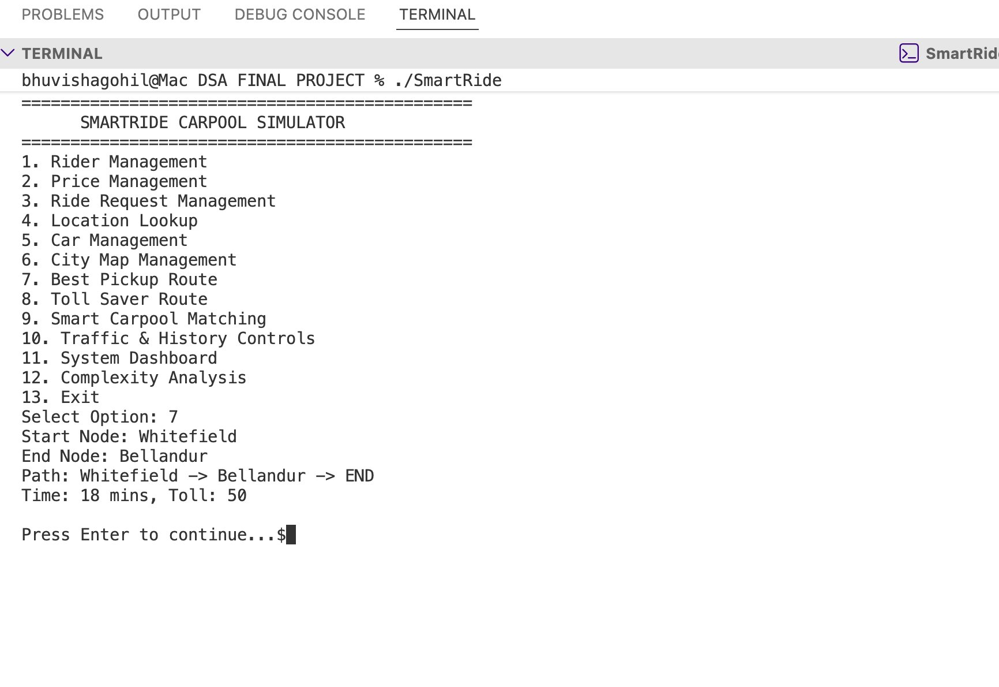 PROBLEMS OUTPUT DEBUG CONSOLE TERMINAL
TERMINAL SmartRid
bhuvishagohil@Mac DSA FINAL PROJECT % ./SmartRide
==============================================
SMARTRIDE CARPOOL SIMULATOR
==============================================
1. Rider Management
2. Price Management
3. Ride Request Management
4. Location Lookup
5. Car Management
6. City Map Management
7. Best Pickup Route
8. Toll Saver Route
9. Smart Carpool Matching
10. Traffic & History Controls
11. System Dashboard
12. Complexity Analysis
13. Exit
Select Option: 7
Start Node: Whitefield
End Node: Bellandur
Path: Whitefield -> Bellandur -> END
Time: 18 mins, Toll: 50
Press Enter to continue...$